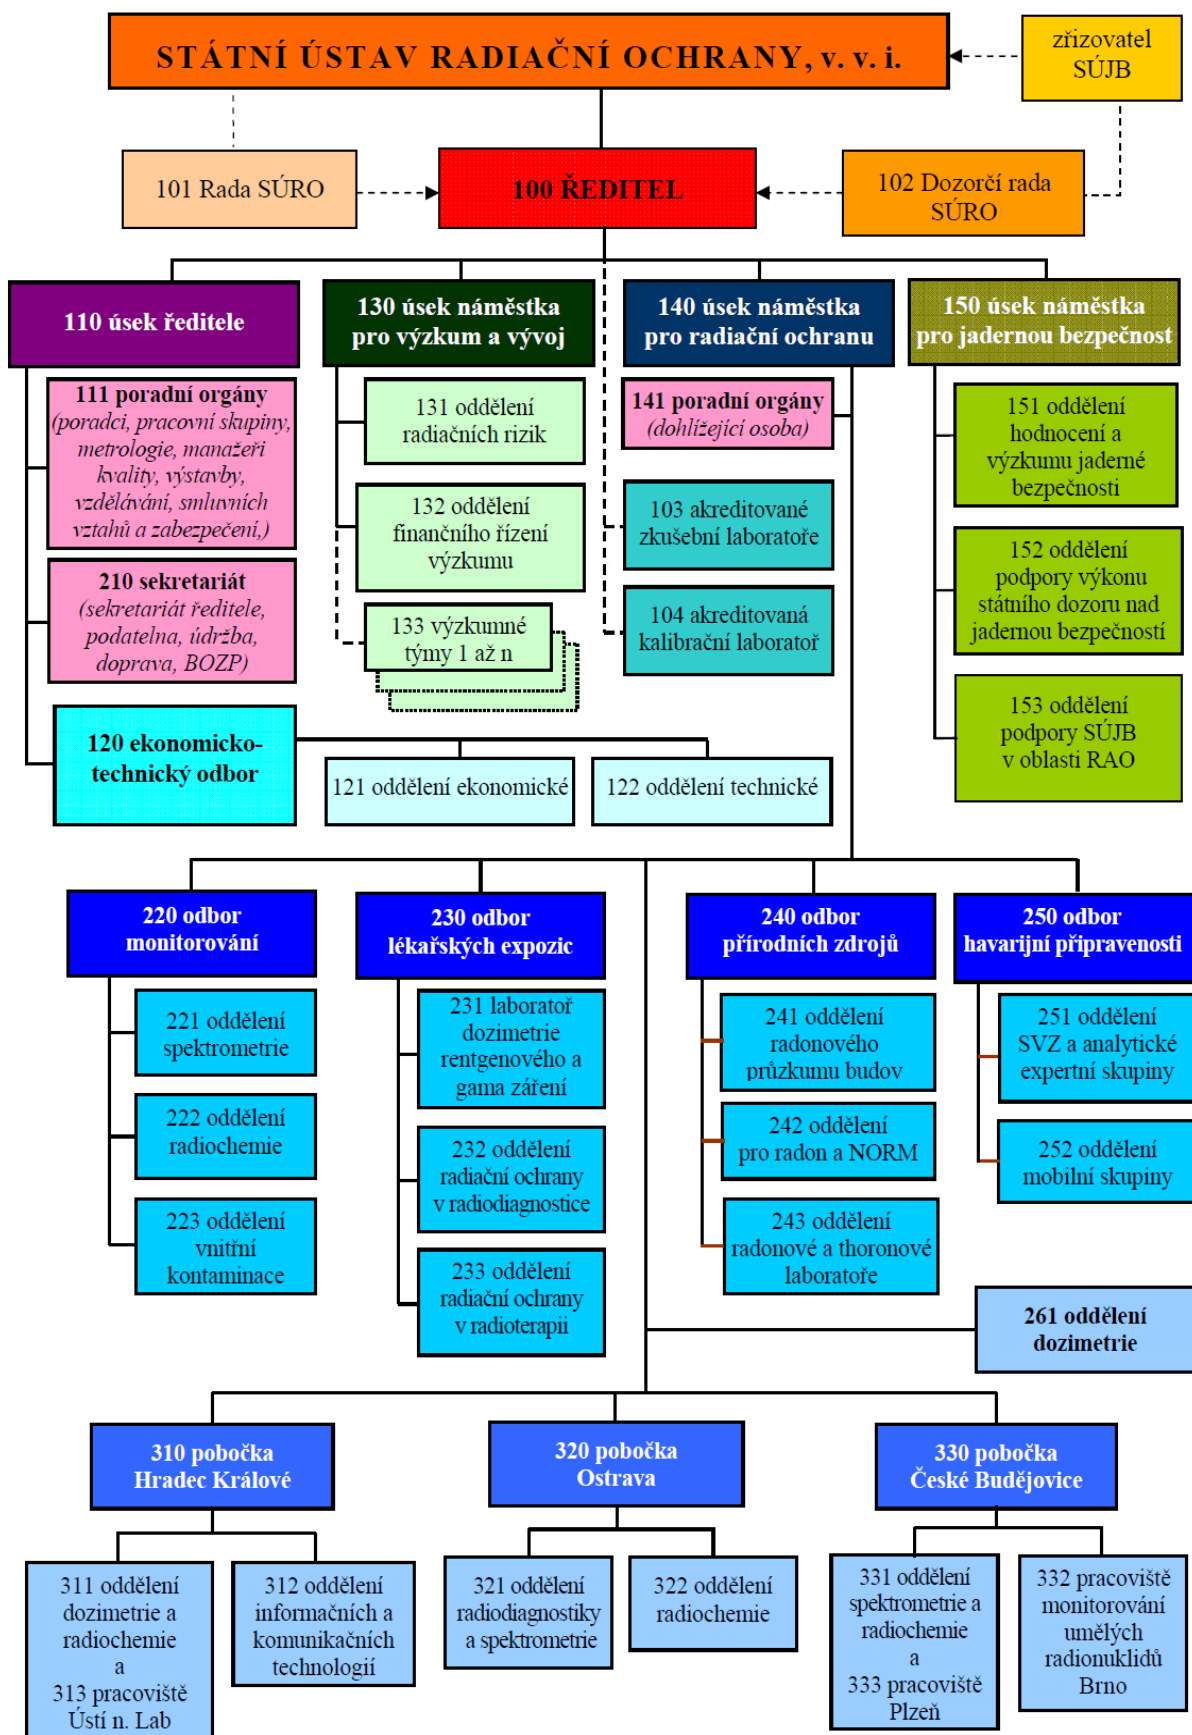 STÁTNÍ ÚSTAV RADIAČNÍ OCHRANY, v. v. i.
zřizovatel
SÚJB
101 Rada SÚRO
100 ŘEDITEL
102 Dozorčí rada
SÚRO
110 úsek ředitele
130 úsek náměstka
pro výzkum a vývoj
140 úsek náměstka
pro radiační ochranu
150 úsek náměstka
pro jadernou bezpečnost
111 poradní orgány
(poradci, pracovní skupiny,
metrologie, manažeři
kvality, výstavby,
vzdělávání, smluvních
vztahů a zabezpečení,)
210 sekretariát
(sekretariát ředitele,
podatelna, údržba,
doprava, BOZP)
120 ekonomicko-
technický odbor
121 oddělení ekonomické
122 oddělení technické
131 oddělení
radiačních rizik
132 oddělení
finančního řízení
výzkumu
133 výzkumné
týmy 1 až n
141 poradní orgány
(dohlížející osoba)
103 akreditované
zkušební laboratoře
104 akreditovaná
kalibrační laboratoř
151 oddělení
hodnocení a
výzkumu jaderné
bezpečnosti
152 oddělení
podpory výkonu
státního dozoru nad
jadernou bezpečností
153 oddělení
podpory SÚJB
v oblasti RAO
220 odbor
monitorování
230 odbor
lékařských expozic
240 odbor
přírodních zdrojů
250 odbor
havarijní připravenosti
221 oddělení
spektrometrie
222 oddělení
radiochemie
223 oddělení
vnitřní
kontaminace
231 laboratoř
dozimetrie
rentgenového a
gama záření
232 oddělení
radiační ochrany
v radiodiagnostice
233 oddělení
radiační ochrany
v radioterapii
241 oddělení
radonového
průzkumu budov
242 oddělení
pro radon a NORM
243 oddělení
radonové a thoronové
laboratoře
251 oddělení
SVZ a analytické
expertní skupiny
252 oddělení
mobilní skupiny
261 oddělení
dozimetrie
310 pobočka
Hradec Králové
320 pobočka
Ostrava
330 pobočka
České Budějovice
311 oddělení
dozimetrie a
radiochemie
a
313 pracoviště
Ústí n. Lab
312 oddělení
informačních a
komunikačních
technologií
321 oddělení
radiodiagnostiky
a spektrometrie
322 oddělení
radiochemie
331 oddělení
spektrometrie a
radiochemie
a
333 pracoviště
Plzeň
332 pracoviště
monitorování
umělých
radionuklidů
Brno